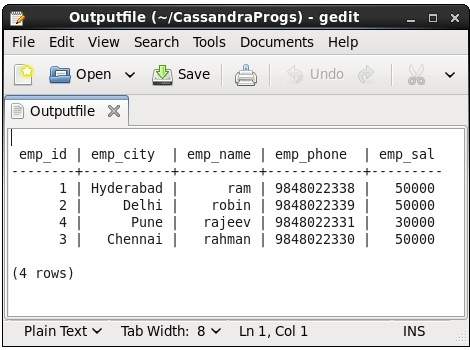 Outputfile (~/CassandraProgs) - gedit
File Edit View Search Tools Documents Help
Open Save Undo
Outputfile
 emp_id | emp_city  | emp_name | emp_phone  | emp_sal
--------+-----------+----------+------------+---------
      1 | Hyderabad |      ram | 9848022338 |   50000
      2 |     Delhi |    robin | 9848022339 |   50000
      4 |      Pune |   rajeev | 9848022331 |   30000
      3 |   Chennai |   rahman | 9848022330 |   50000
(4 rows)
Plain Text Tab Width: 8 Ln 1, Col 1 INS